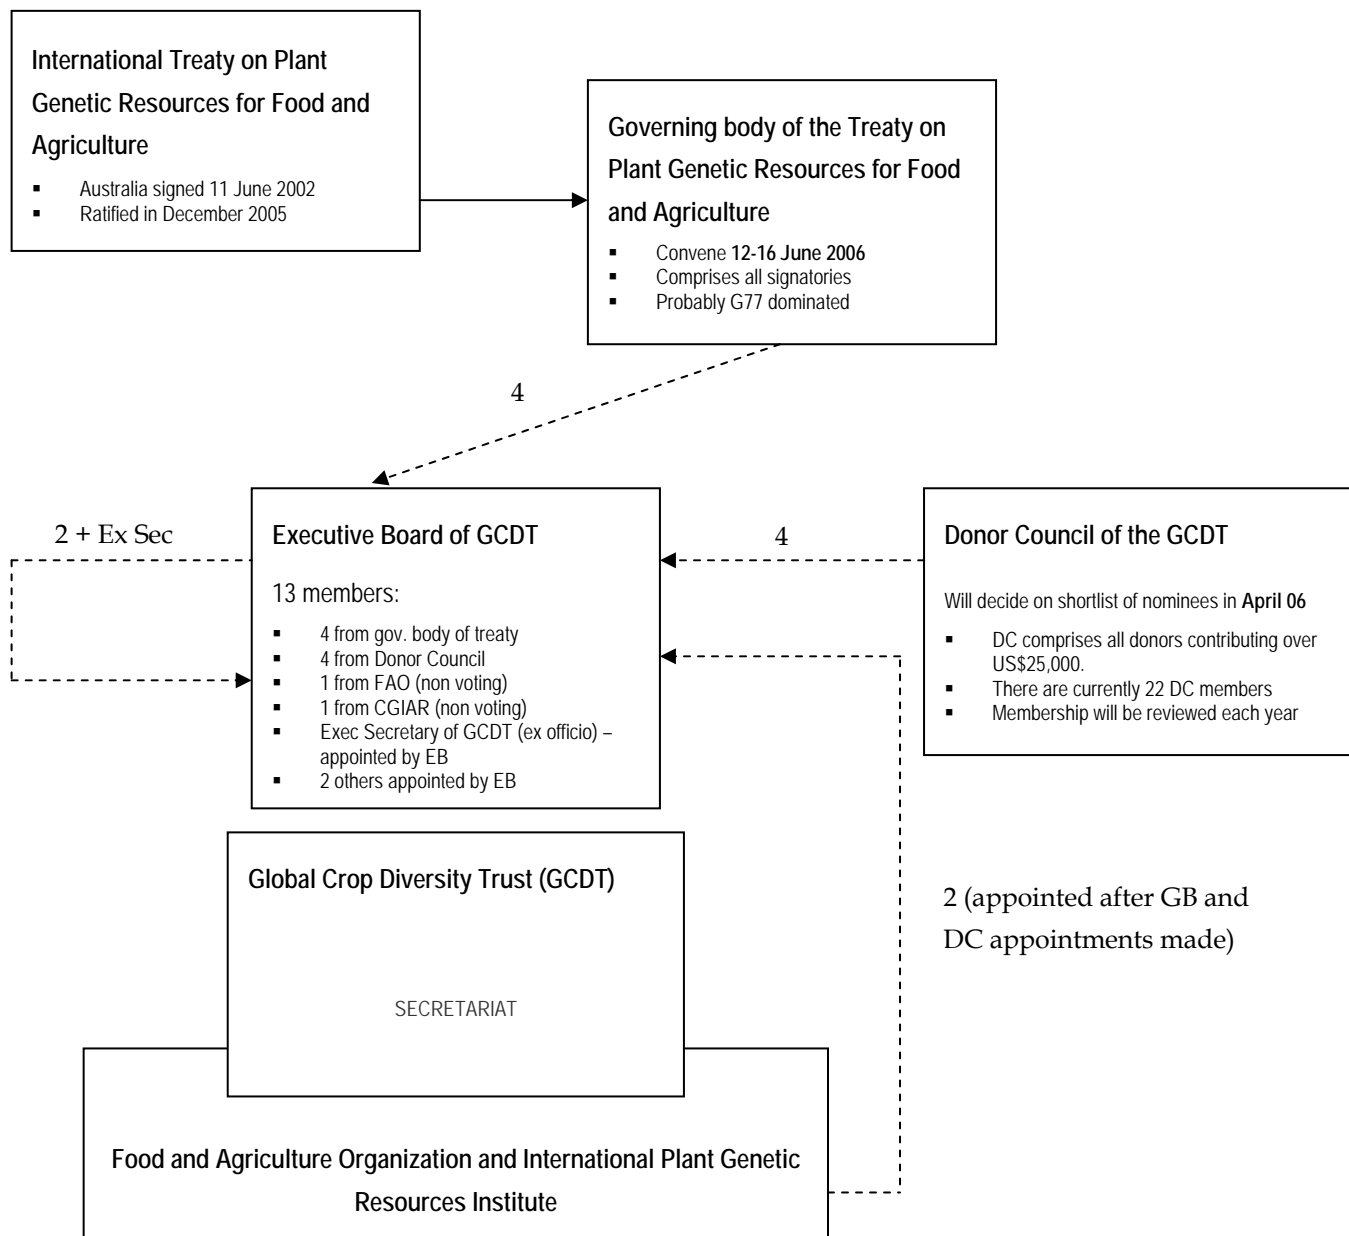 International Treaty on Plant
Genetic Resources for Food and
Agriculture
▪ Australia signed 11 June 2002
▪ Ratified in December 2005
Governing body of the Treaty on
Plant Genetic Resources for Food
and Agriculture
▪ Convene 12-16 June 2006
▪ Comprises all signatories
▪ Probably G77 dominated
4
2 + Ex Sec
Executive Board of GCDT
13 members:
▪ 4 from gov. body of treaty
▪ 4 from Donor Council
▪ 1 from FAO (non voting)
▪ 1 from CGIAR (non voting)
▪ Exec Secretary of GCDT (ex officio) –
appointed by EB
▪ 2 others appointed by EB
4
Donor Council of the GCDT
Will decide on shortlist of nominees in April 06
▪ DC comprises all donors contributing over
US$25,000.
▪ There are currently 22 DC members
▪ Membership will be reviewed each year
Global Crop Diversity Trust (GCDT)
SECRETARIAT
2 (appointed after GB and
DC appointments made)
Food and Agriculture Organization and International Plant Genetic
Resources Institute